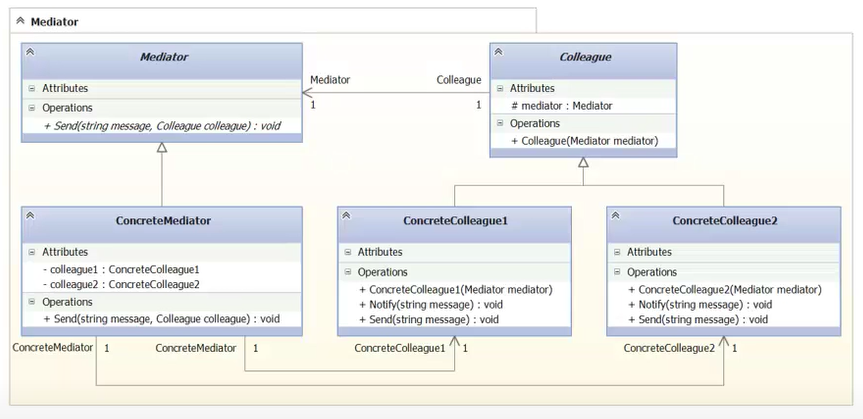 Mediator
Mediator
Attributes
Operations
+ Send(string message, Colleague colleague) : void
Mediator
Colleague
1
1
Colleague
Attributes
# mediator : Mediator
Operations
+ Colleague(Mediator mediator)
ConcreteMediator
Attributes
- colleague1 : ConcreteColleague1
- colleague2 : ConcreteColleague2
Operations
+ Send(string message, Colleague colleague) : void
ConcreteColleague1
Attributes
Operations
+ ConcreteColleague1(Mediator mediator)
+ Notify(string message) : void
+ Send(string message) : void
ConcreteColleague2
Attributes
Operations
+ ConcreteColleague2(Mediator mediator)
+ Notify(string message) : void
+ Send(string message) : void
ConcreteMediator 1
ConcreteMediator 1
ConcreteColleague1 1
ConcreteColleague2 1